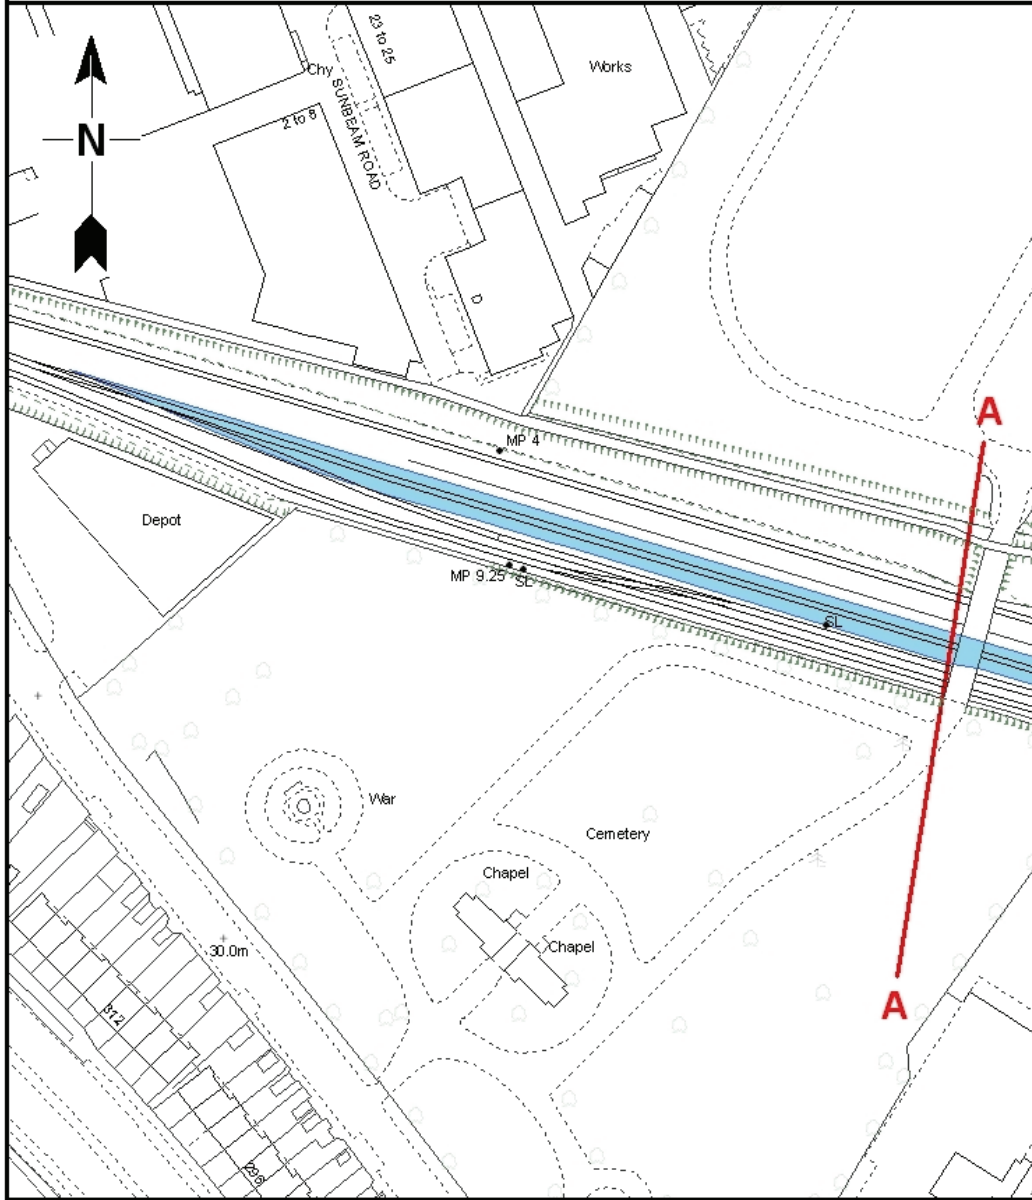 23 to 25
Works
Chy
SUNBEAM ROAD
2 to 8
N
D
A
MP 4
Depot
MP 9.25
SL
SL
War
Cemetery
Chapel
Chapel
30.0m
A
312
296